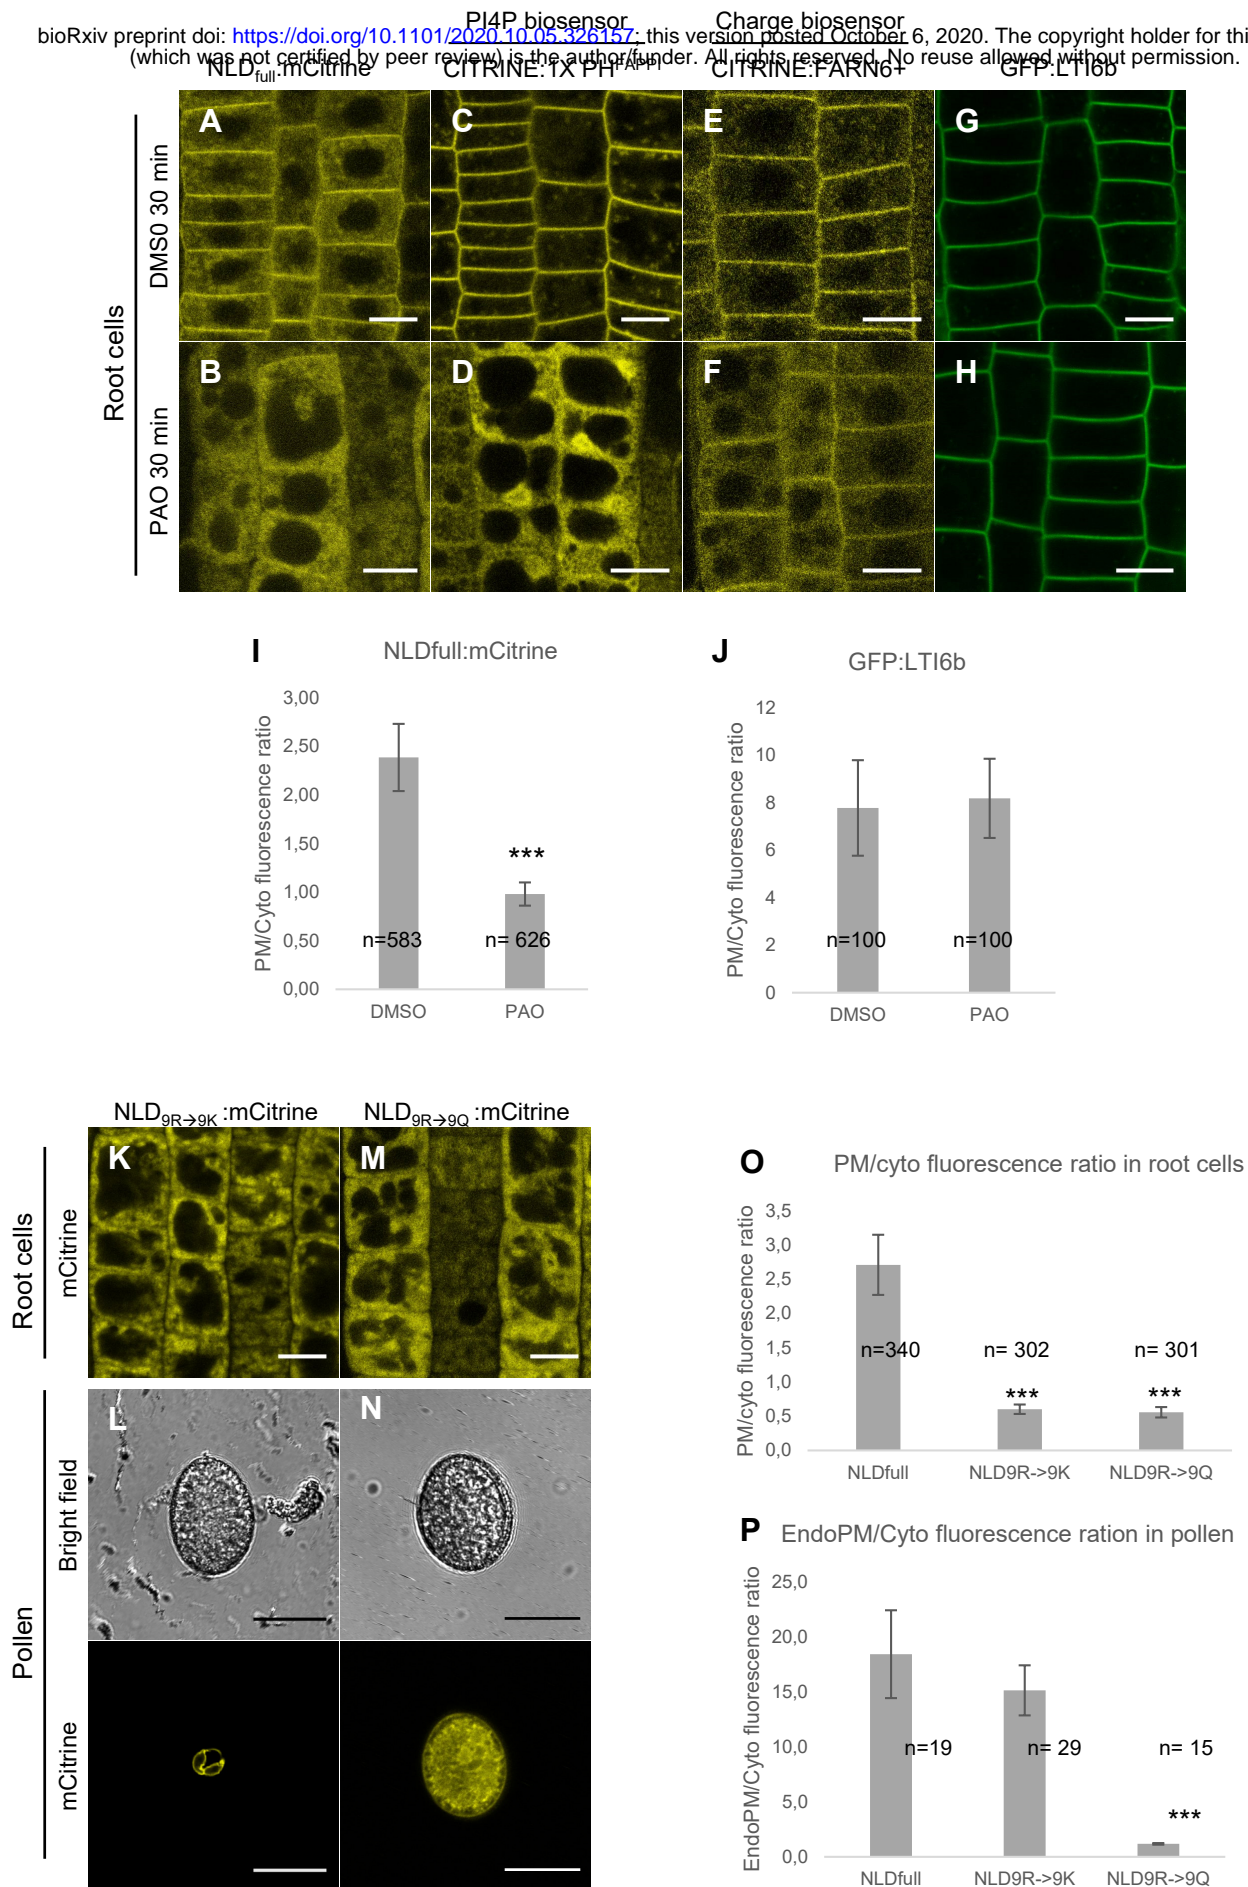 PI4P biosensor Charge biosensor
bioRxiv preprint doi: https://doi.org/10.1101/2020.10.05.326157; this version posted October 6, 2020. The copyright holder for thi
(which was not certified by peer review) is the author/funder. All rights reserved. No reuse allowed without permission.
NLDfull:mCitrine CITRINE:1X PHFAPPI CITRINE:FARN6+ GFP:LTI6b
A C E G
DMS0 30 min
B D F H
PAO 30 min
Root cells
I NLDfull:mCitrine
PM/Cyto fluorescence ratio
3,00
2,50
2,00
1,50
1,00
0,50
0,00
***
n=583 n= 626
DMSO PAO
J GFP:LTI6b
PM/Cyto fluorescence ratio
12
10
8
6
4
2
0
n=100 n=100
DMSO PAO
NLD9R→9K :mCitrine NLD9R→9Q :mCitrine
K M
Root cells
mCitrine
L N
Bright field
Pollen
mCitrine
O PM/cyto fluorescence ratio in root cells
PM/cyto fluorescence ratio
3,5
3,0
2,5
2,0
1,5
1,0
0,5
0,0
n=340 n= 302 n= 301
*** ***
NLDfull NLD9R->9K NLD9R->9Q
P EndoPM/Cyto fluorescence ration in pollen
EndoPM/Cyto fluorescence ratio
25,0
20,0
15,0
10,0
5,0
0,0
n=19 n= 29 n= 15
***
NLDfull NLD9R->9K NLD9R->9Q